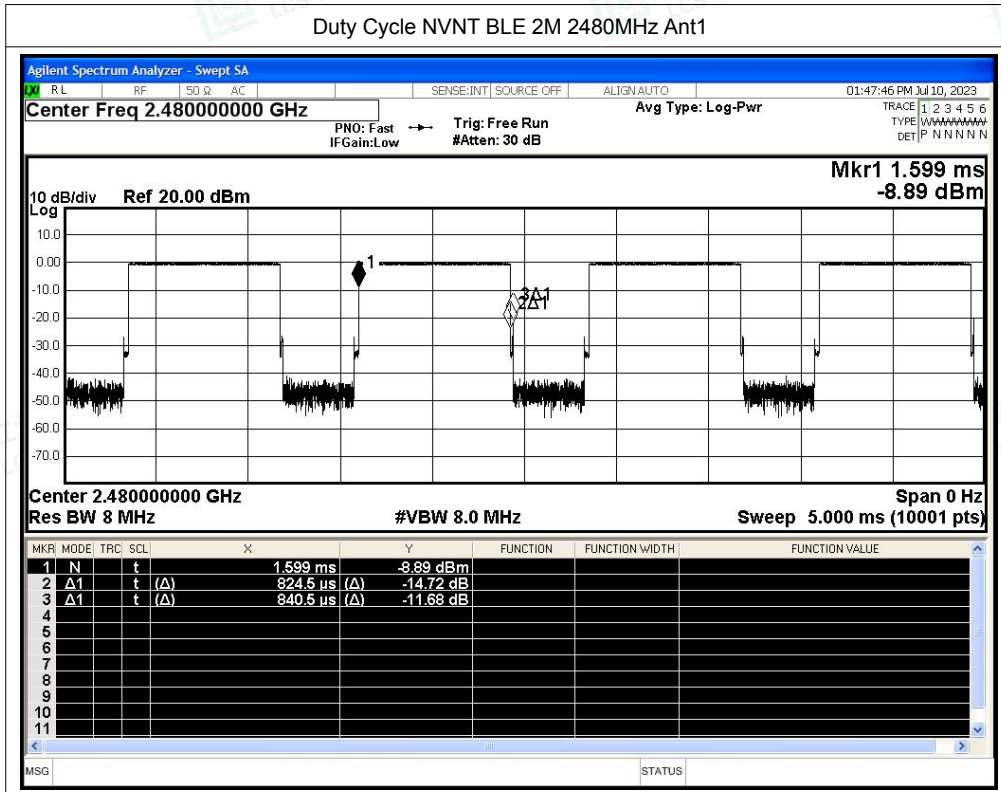 Duty Cycle NVNT BLE 2M 2480MHz Ant1
Agilent Spectrum Analyzer - Swept SA
LXI RL RF 50 Ω AC SENSE:INT SOURCE OFF ALIGN AUTO 01:47:46 PM Jul 10, 2023
Center Freq 2.480000000 GHz Avg Type: Log-Pwr TRACE 1 2 3 4 5 6
PNO: Fast Trig: Free Run TYPE
IFGain:Low #Atten: 30 dB DET P N N N N N
Mkr1 1.599 ms
10 dB/div Ref 20.00 dBm -8.89 dBm
Log
10.0
0.00
1
-10.0
3Δ1
2Δ1
-20.0
-30.0
-40.0
-50.0
-60.0
-70.0
Center 2.480000000 GHz Span 0 Hz
Res BW 8 MHz #VBW 8.0 MHz Sweep 5.000 ms (10001 pts)
MKR MODE TRC SCL X Y FUNCTION FUNCTION WIDTH FUNCTION VALUE
1 N t 1.599 ms -8.89 dBm
2 Δ1 t (Δ) 824.5 µs (Δ) -14.72 dB
3 Δ1 t (Δ) 840.5 µs (Δ) -11.68 dB
4
5
6
7
8
9
10
11
MSG STATUS